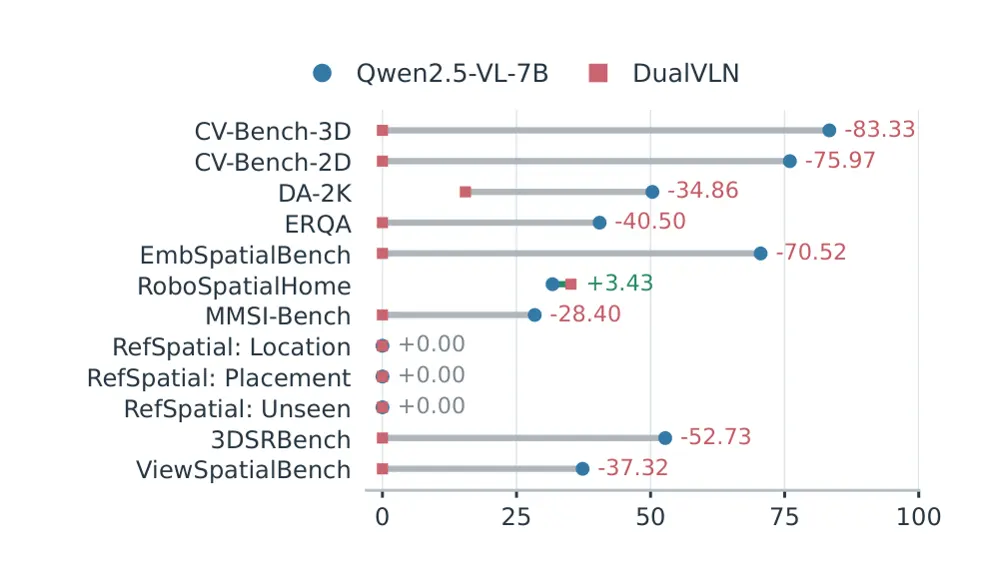 Qwen2.5-VL-7B DualVLN
CV-Bench-3D -83.33
CV-Bench-2D -75.97
DA-2K -34.86
ERQA -40.50
EmbSpatialBench -70.52
RoboSpatialHome +3.43
MMSI-Bench -28.40
RefSpatial: Location +0.00
RefSpatial: Placement +0.00
RefSpatial: Unseen +0.00
3DSRBench -52.73
ViewSpatialBench -37.32
0 25 50 75 100